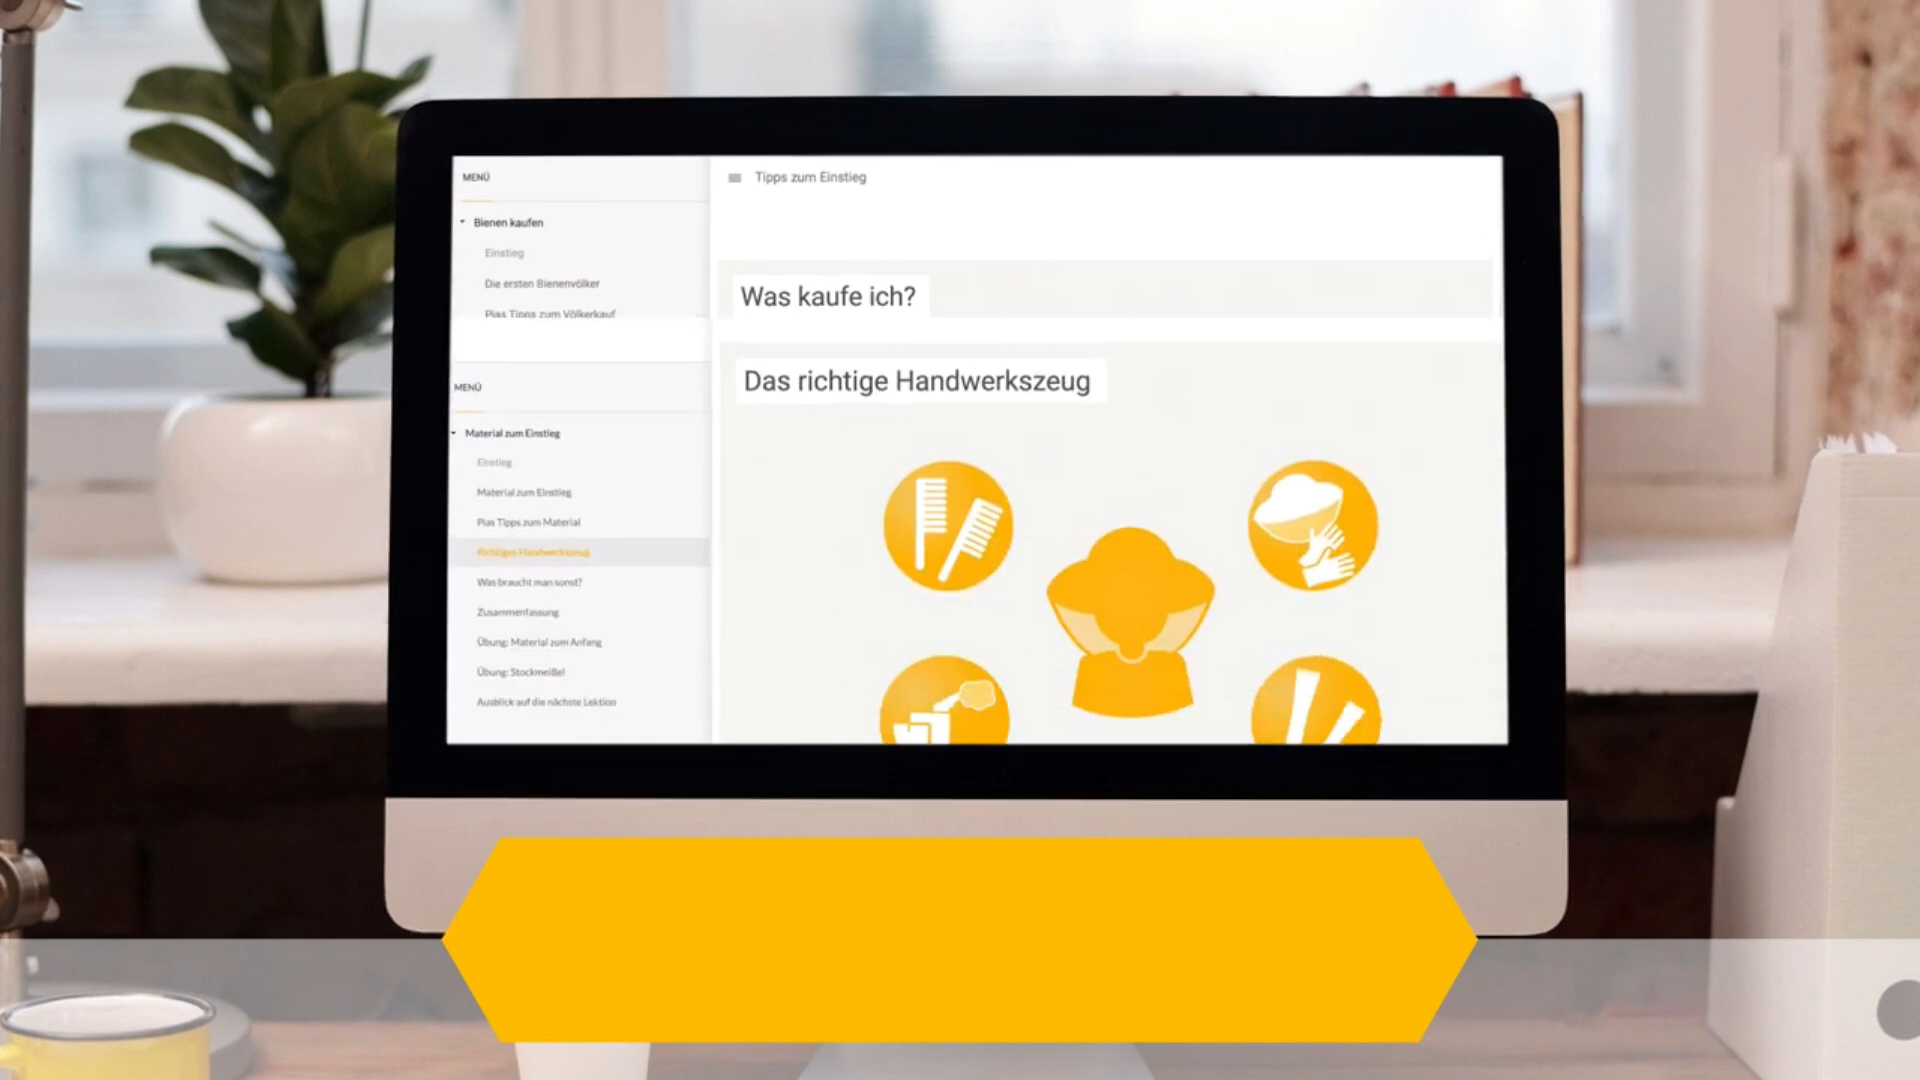 MENÜ
Bienen kaufen
Einstieg
Die ersten Bienenvölker
Pias Tipps zum Völkerkauf
MENÜ
Material zum Einstieg
Einstieg
Material zum Einstieg
Pias Tipps zum Material
Richtiges Handwerkszeug
Was braucht man sonst?
Zusammenfassung
Übung: Material zum Anfang
Übung: Stockmeißel
Ausblick auf die nächste Lektion
Tipps zum Einstieg
Was kaufe ich?
Das richtige Handwerkszeug